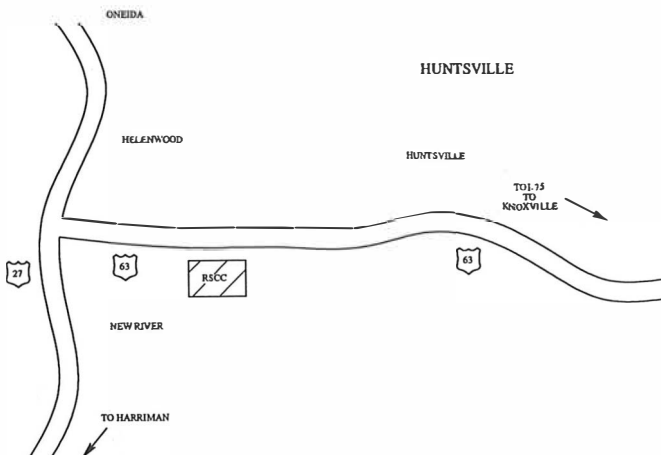 ONEIDA
HUNTSVILLE
HELENWOOD
HUNTSVILLE
TO I-75
TO
KNOXVILLE
27
63
RSCC
63
NEW RIVER
TO HARRIMAN